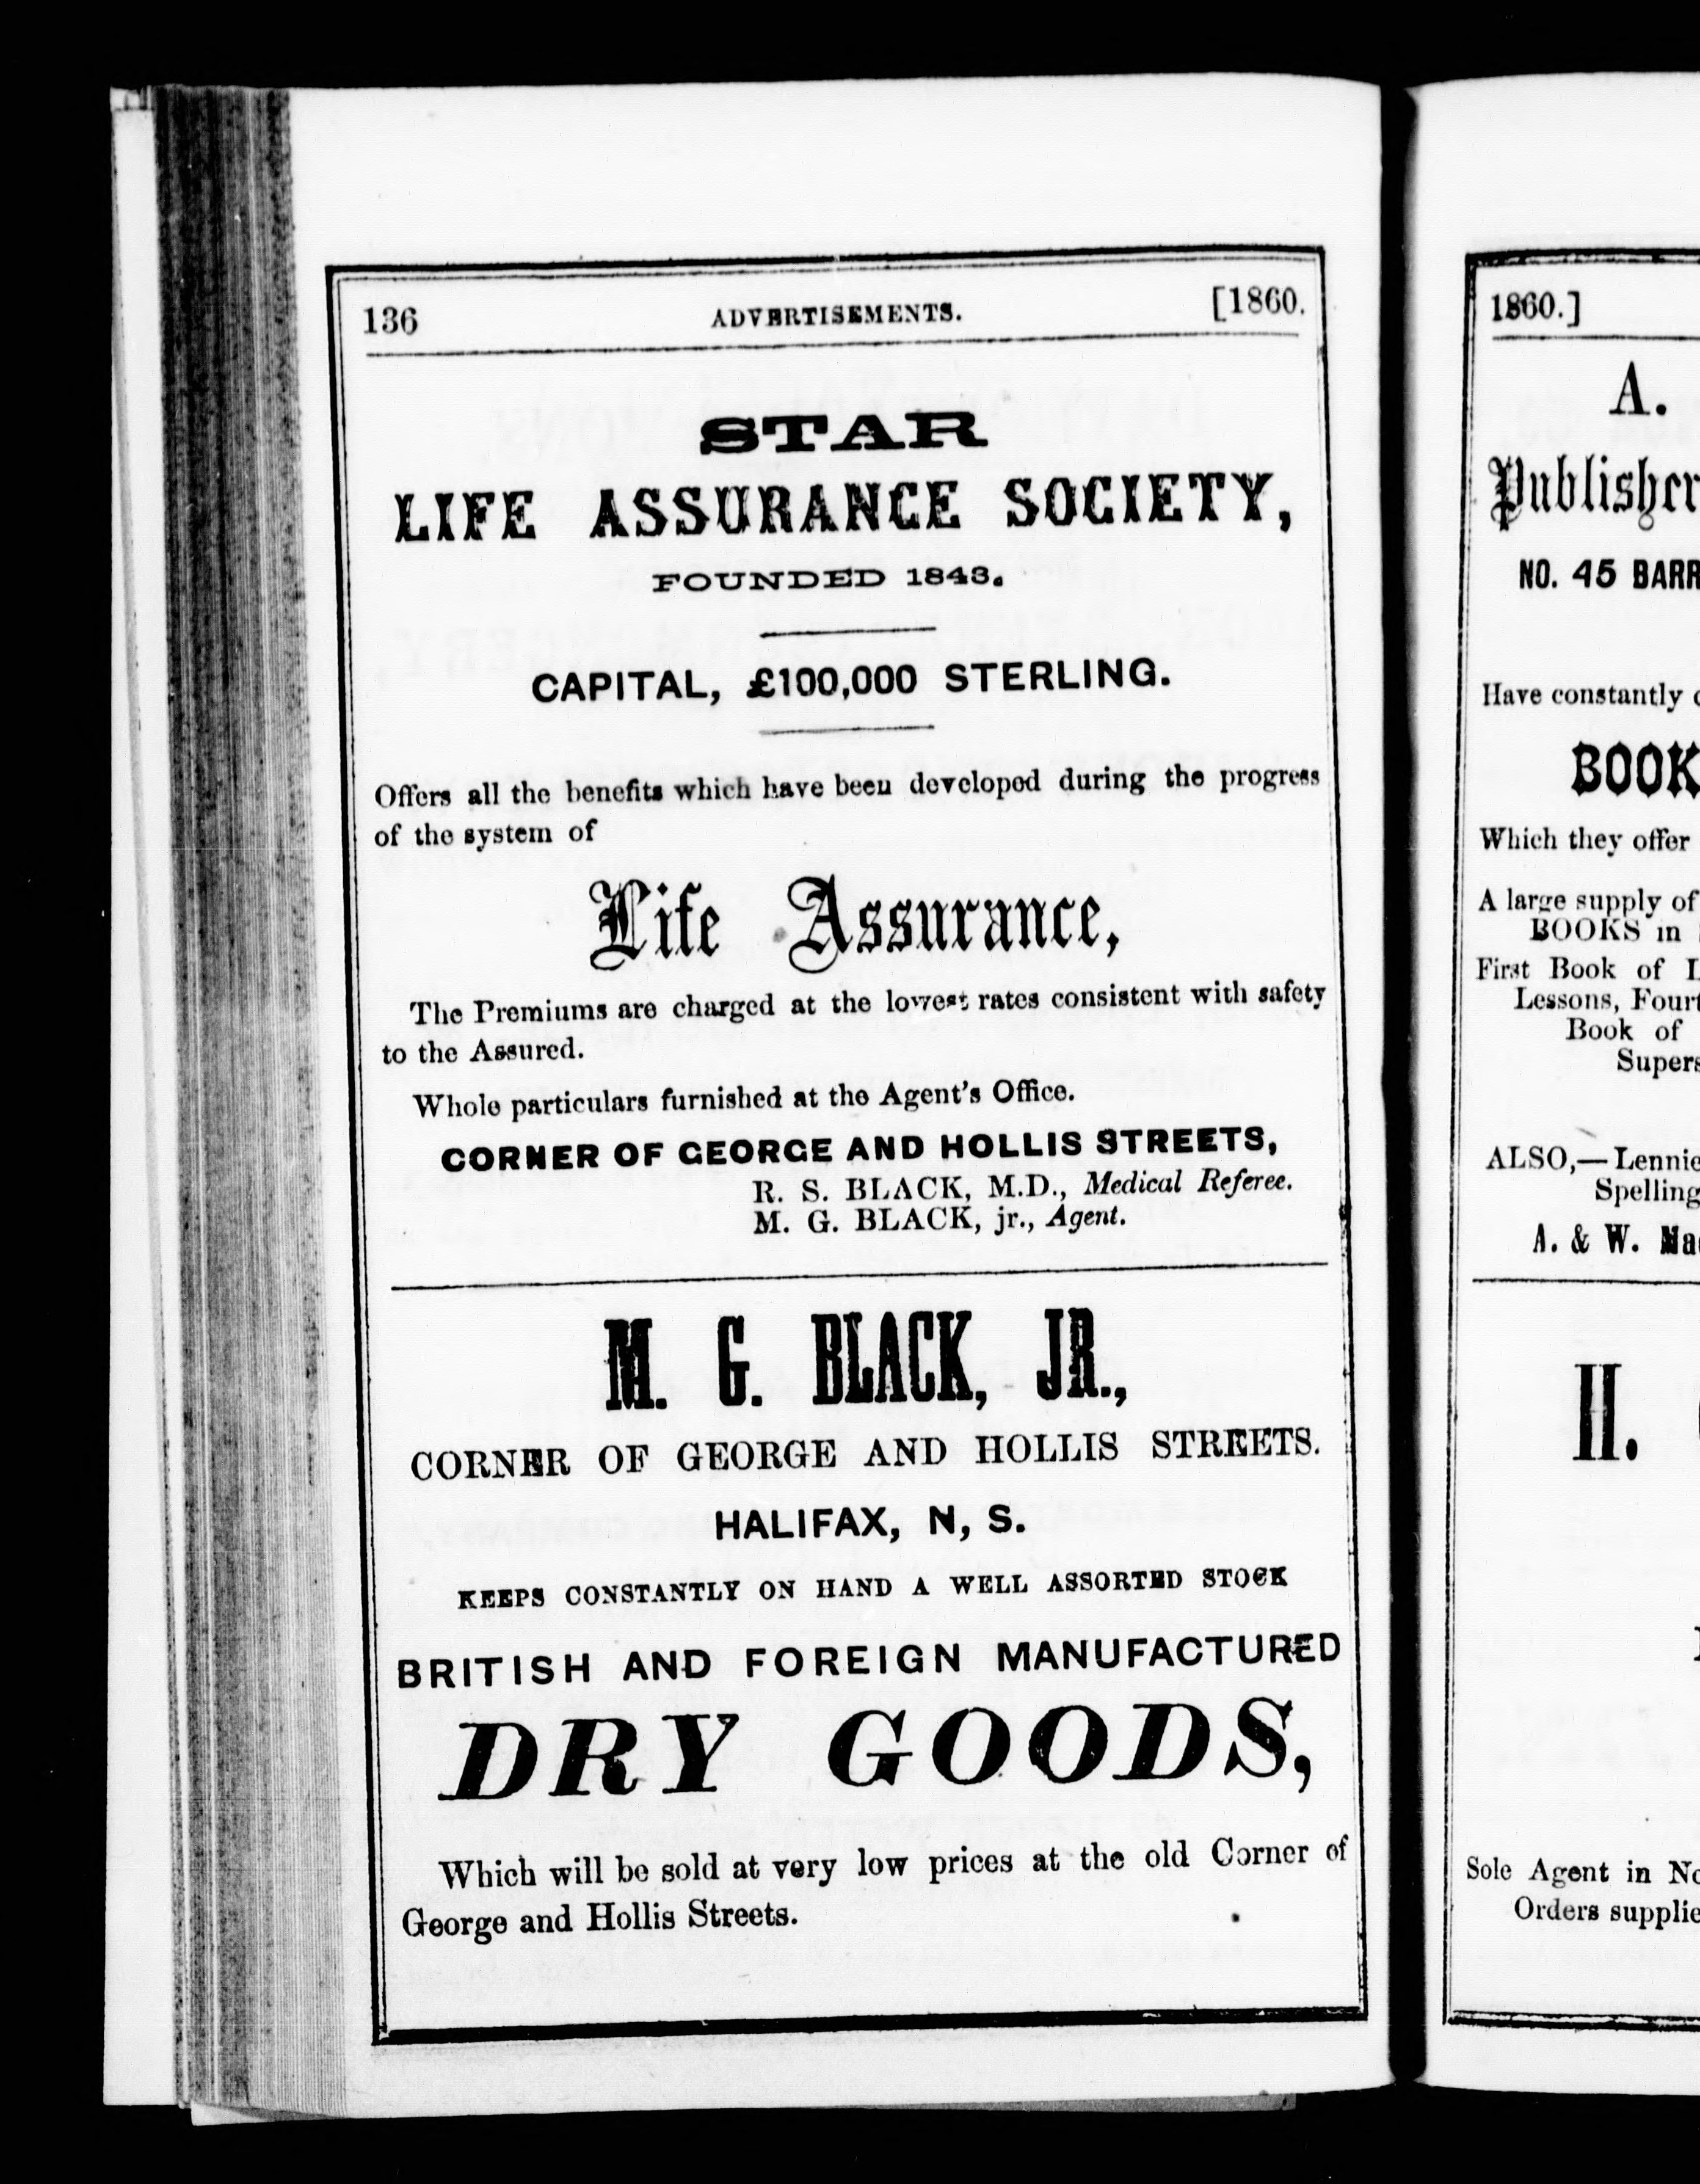 136 ADVERTISEMENTS. [1860.
STAR
LIFE ASSURANCE SOCIETY,
FOUNDED 1843.
CAPITAL, £100,000 STERLING.
Offers all the benefits which have been developed during the progress
of the system of
Life Assurance,
The Premiums are charged at the lowest rates consistent with safety
to the Assured.
Whole particulars furnished at the Agent's Office.
CORNER OF GEORGE AND HOLLIS STREETS,
R. S. BLACK, M.D., Medical Referee.
M. G. BLACK, jr., Agent.
M. G. BLACK, JR.,
CORNER OF GEORGE AND HOLLIS STREETS.
HALIFAX, N, S.
KEEPS CONSTANTLY ON HAND A WELL ASSORTED STOCK
BRITISH AND FOREIGN MANUFACTURED
DRY GOODS,
Which will be sold at very low prices at the old Corner of
George and Hollis Streets.
1860.]
A.
Publisher
NO. 45 BARR
Have constantly
BOOK
Which they offer
A large supply of
BOOKS in
First Book of
Lessons, Fourt
Book of
Supers
ALSO,— Lennie
Spelling
A. & W. Mac
H.
Sole Agent in No
Orders supplie